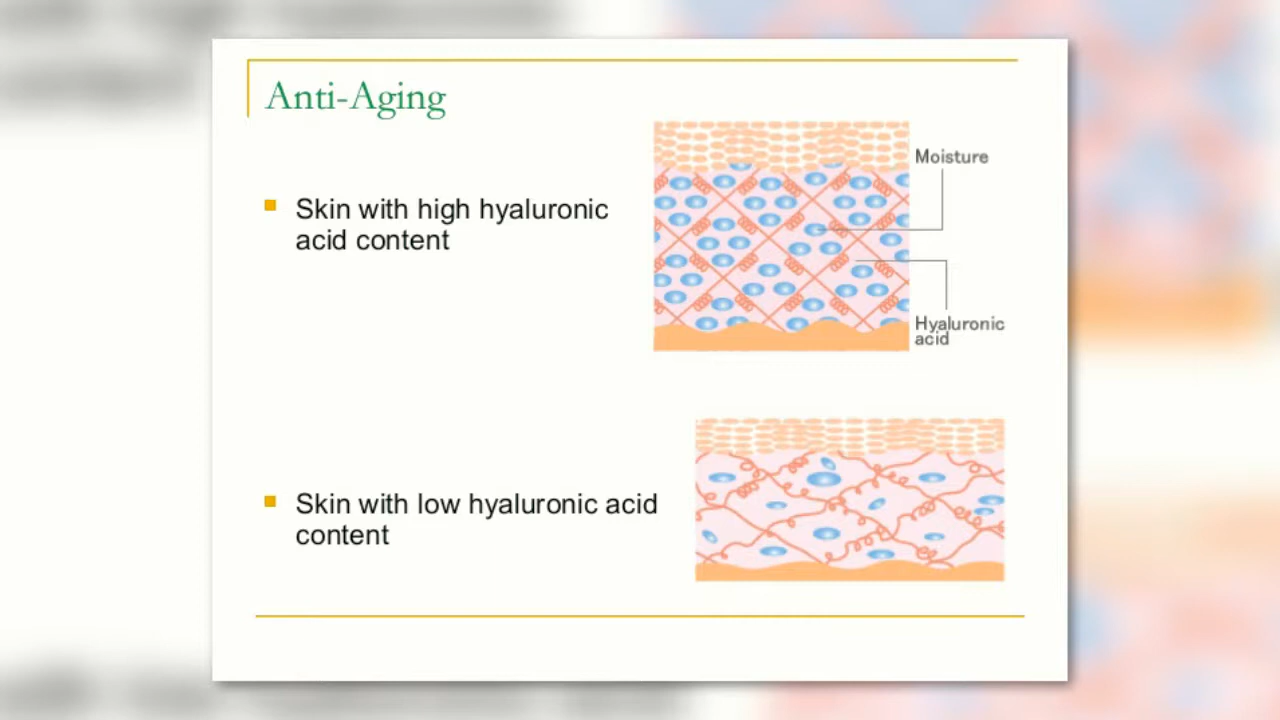 Anti-Aging
Skin with high hyaluronic
acid content
Moisture
Hyaluronic
acid
Skin with low hyaluronic acid
content